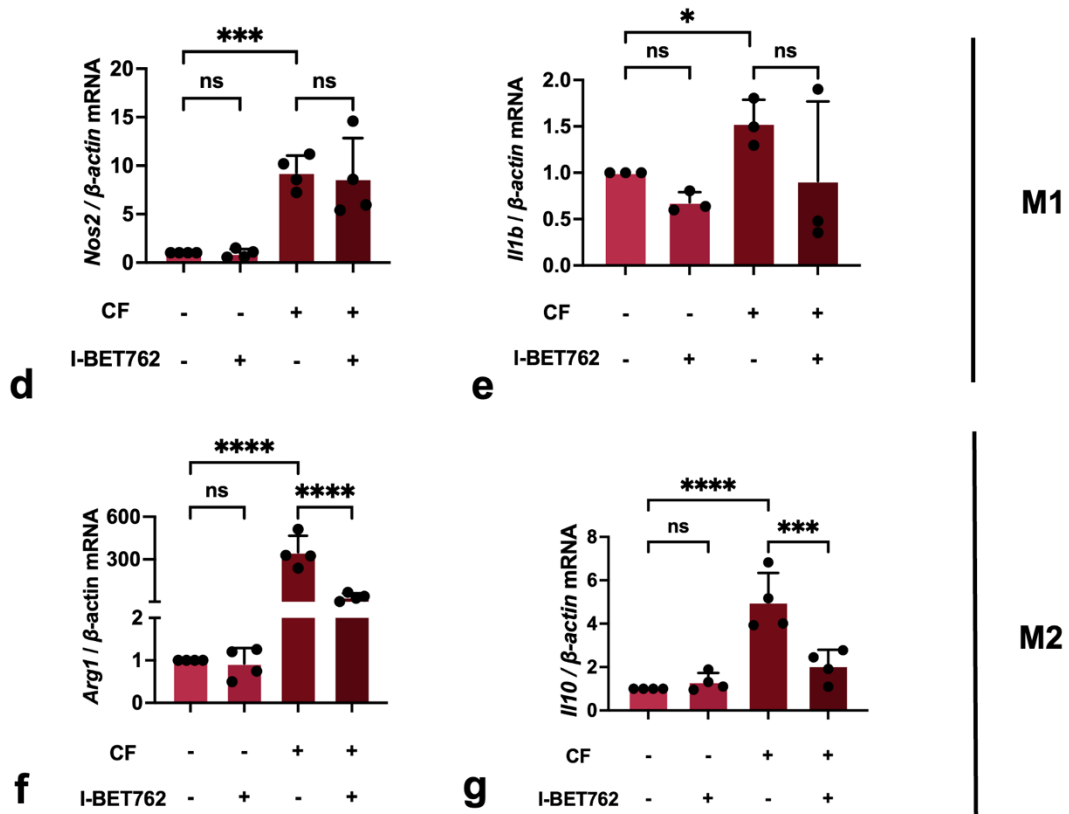 ***
ns
ns
Nos2 / β-actin mRNA
20
15
10
5
0
CF - - + +
I-BET762 - + - +
d
*
ns
ns
Il1b / β-actin mRNA
2.0
1.5
1.0
0.5
0.0
CF - - + +
I-BET762 - + - +
e
M1
****
ns
****
Arg1 / β-actin mRNA
600
300
2
1
0
CF - - + +
I-BET762 - + - +
f
****
ns
***
Il10 / β-actin mRNA
8
6
4
2
0
CF - - + +
I-BET762 - + - +
g
M2